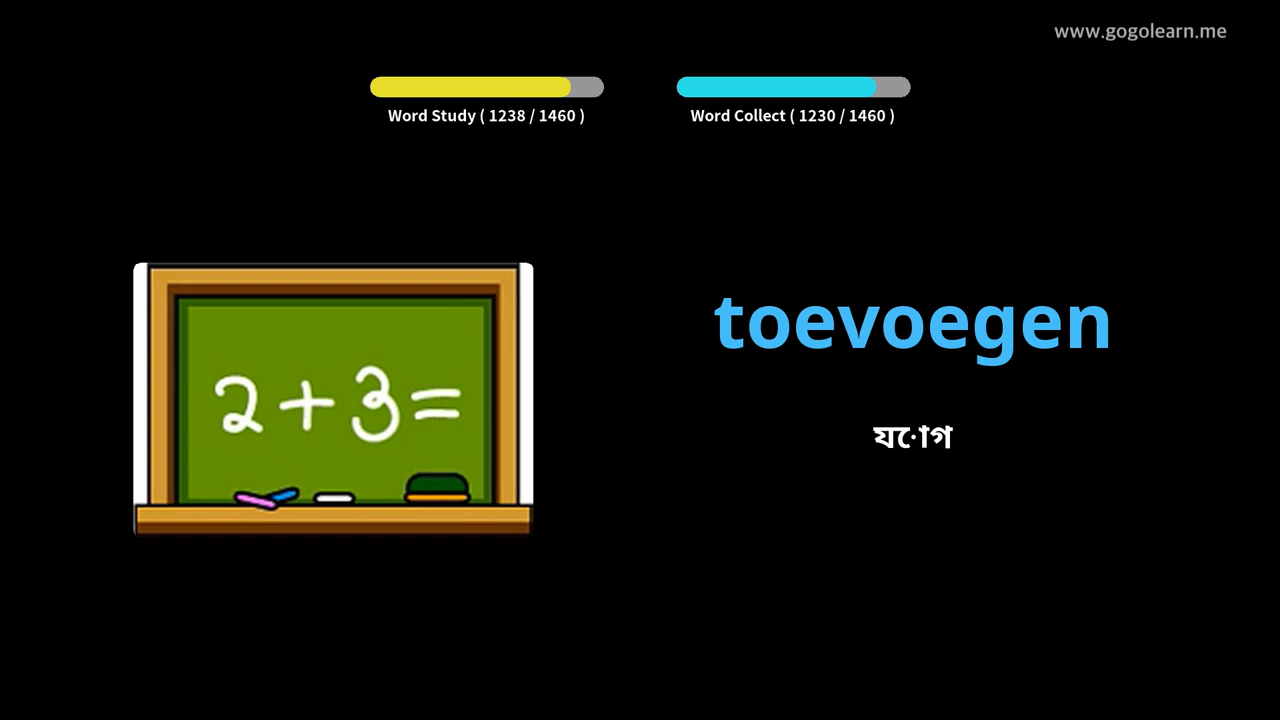 www.gogolearn.me
Word Study ( 1238 / 1460 )
Word Collect ( 1230 / 1460 )
2 + 3 =
toevoegen
যোগ